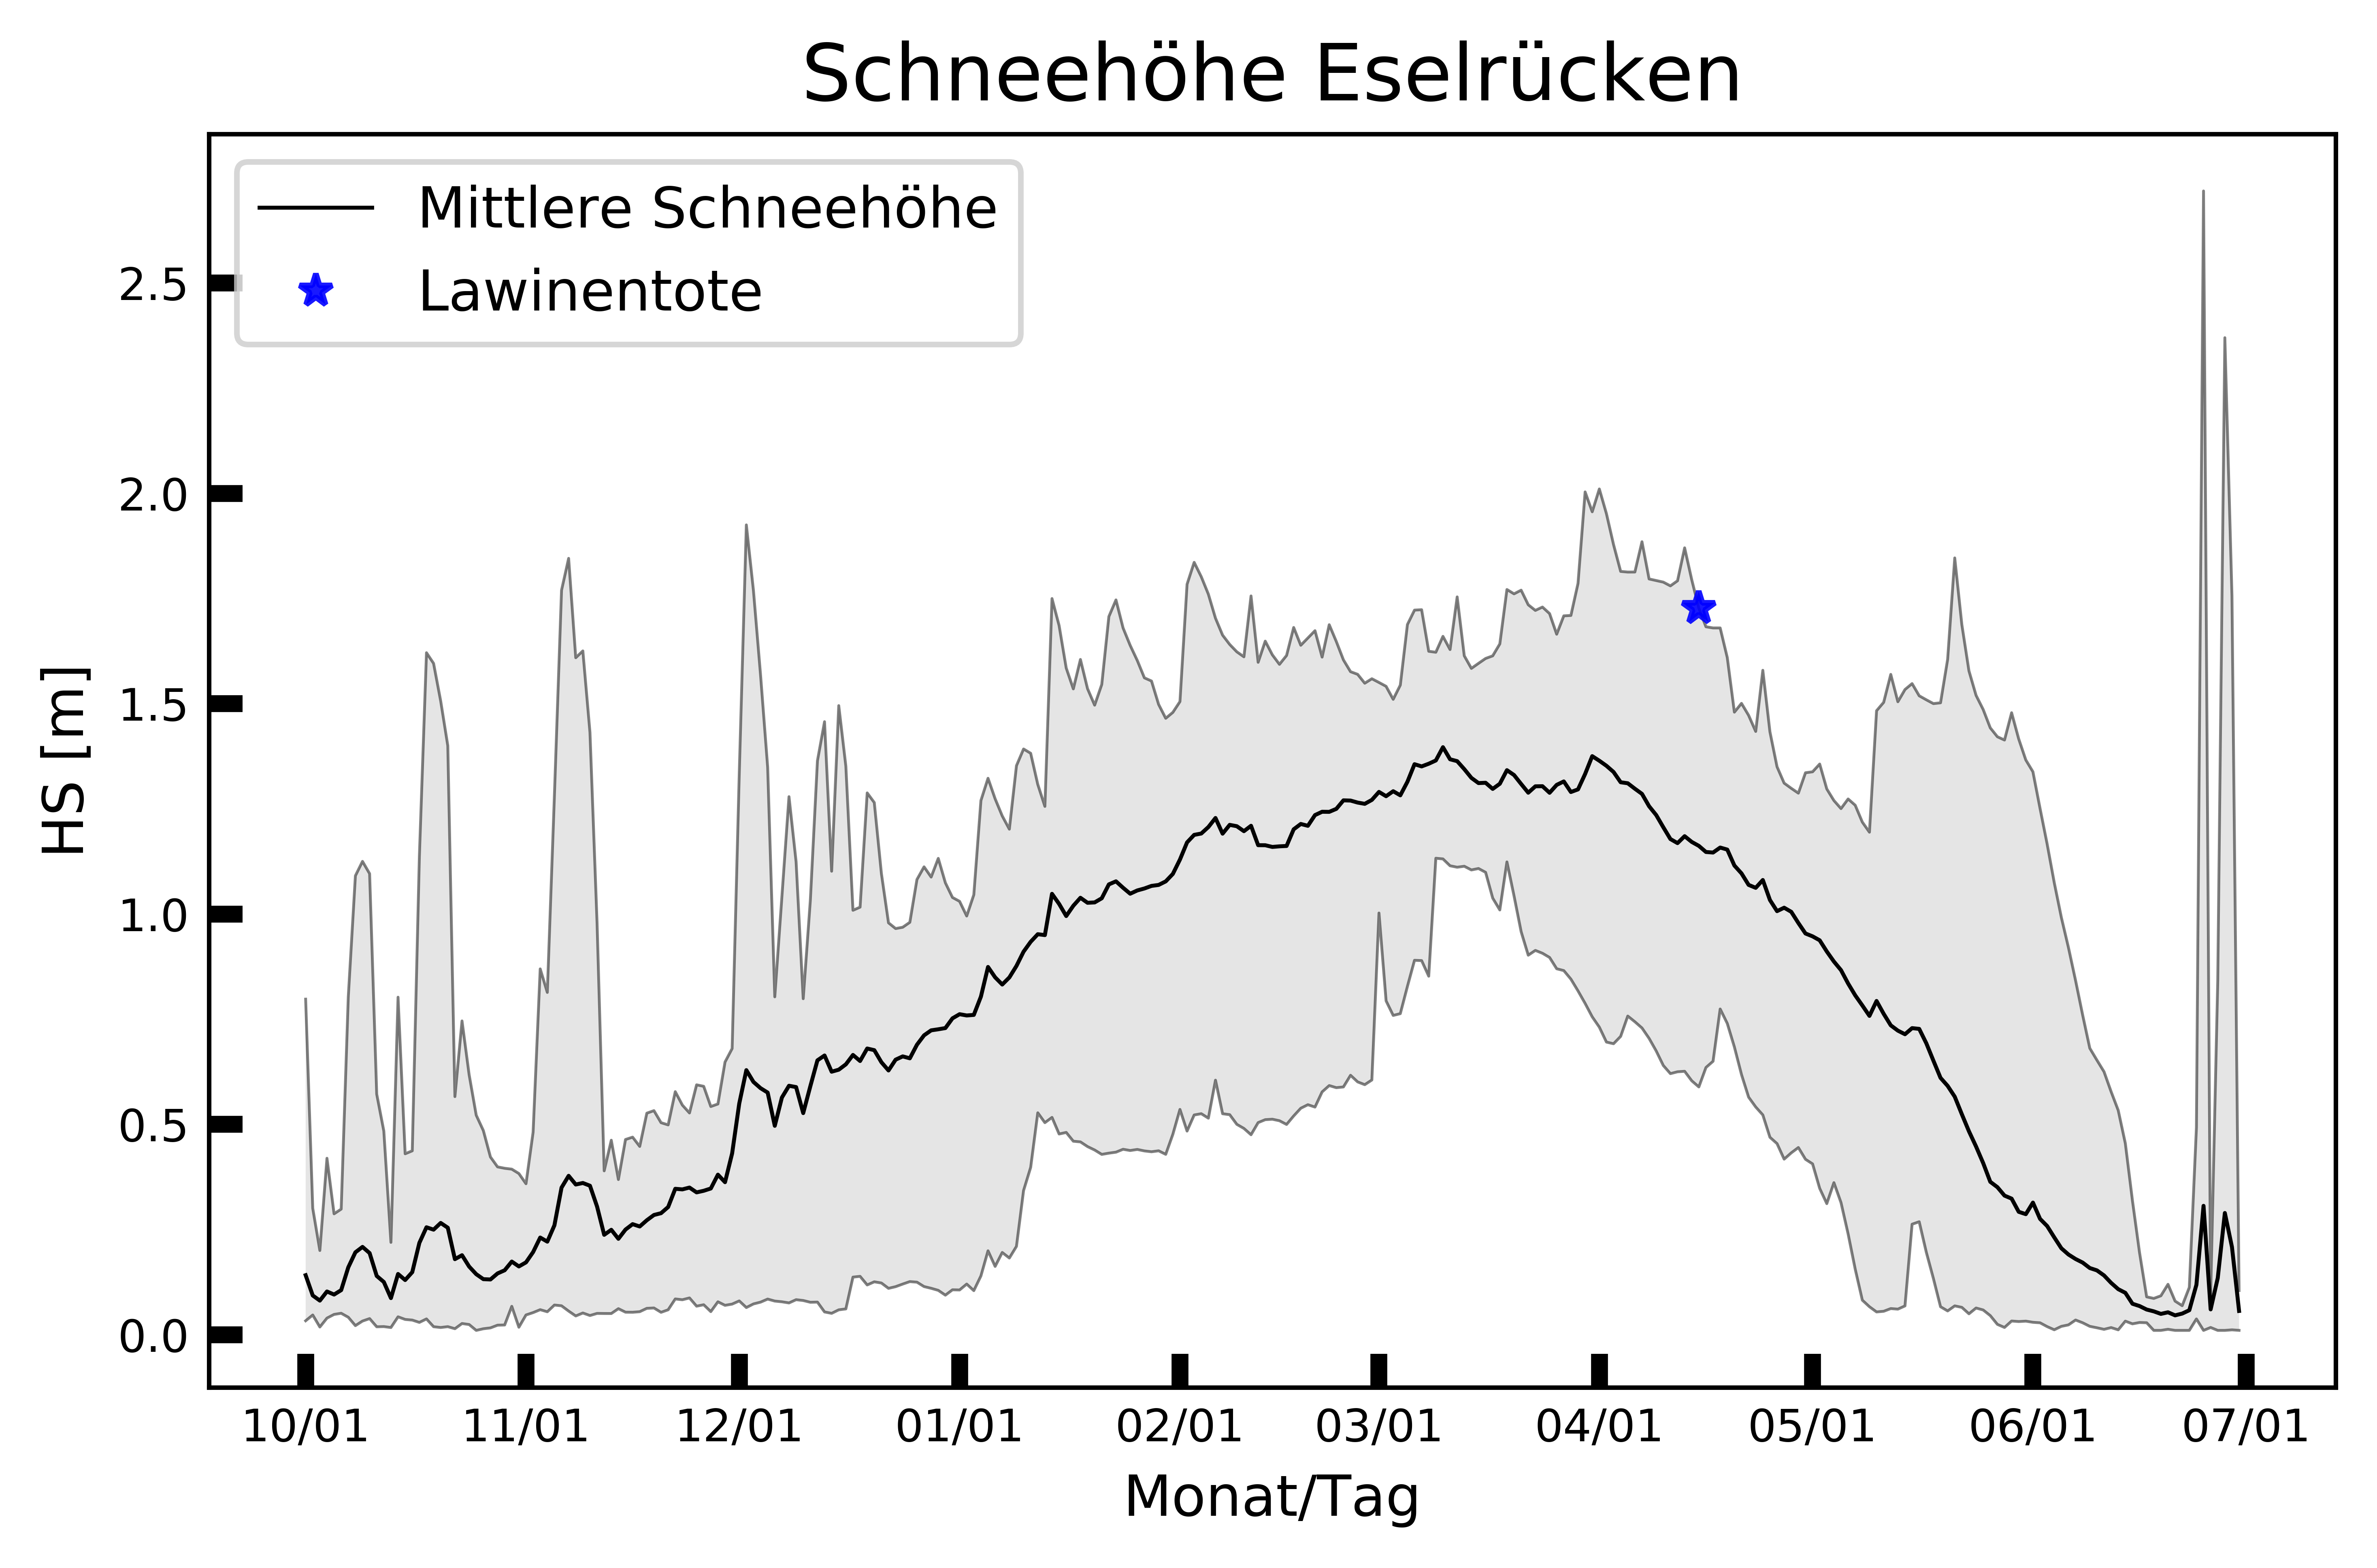 Schneehöhe Eselrücken
Mittlere Schneehöhe
Lawinentote
HS [m]
2.5
2.0
1.5
1.0
0.5
0.0
10/01 11/01 12/01 01/01 02/01 03/01 04/01 05/01 06/01 07/01
Monat/Tag